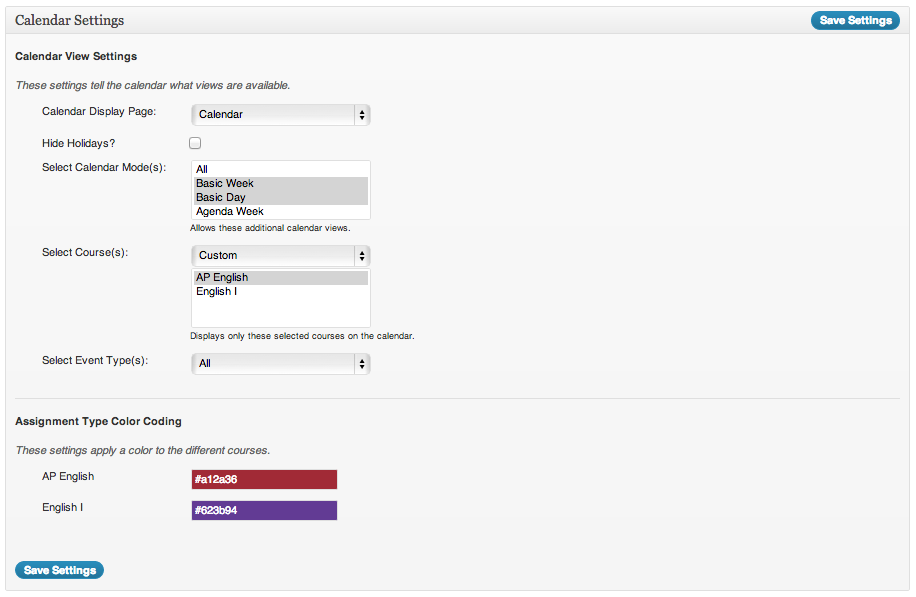 Calendar Settings
Save Settings
Calendar View Settings
These settings tell the calendar what views are available.
Calendar Display Page:
Calendar
Hide Holidays?
Select Calendar Mode(s):
All
Basic Week
Basic Day
Agenda Week
Allows these additional calendar views.
Select Course(s):
Custom
AP English
English I
Displays only these selected courses on the calendar.
Select Event Type(s):
All
Assignment Type Color Coding
These settings apply a color to the different courses.
AP English
#a12a36
English I
#623b94
Save Settings